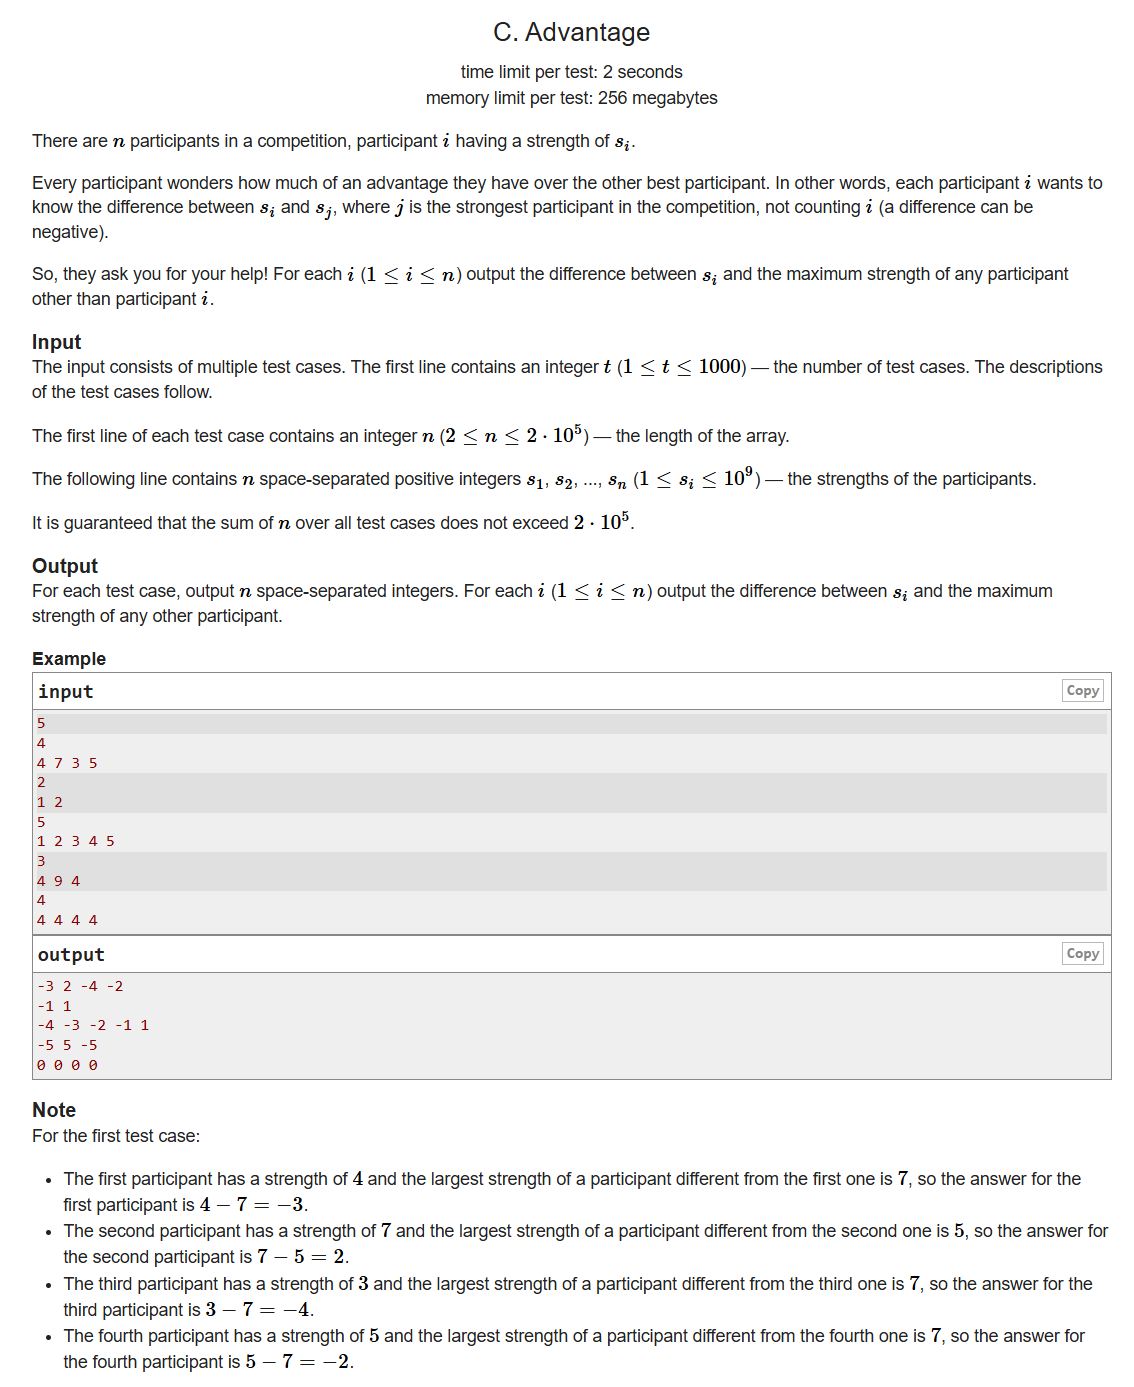 C. Advantage
time limit per test: 2 seconds
memory limit per test: 256 megabytes
There are n participants in a competition, participant i having a strength of s_i.
Every participant wonders how much of an advantage they have over the other best participant. In other words, each participant i wants to
know the difference between s_i and s_j, where j is the strongest participant in the competition, not counting i (a difference can be
negative).
So, they ask you for your help! For each i (1 ≤ i ≤ n) output the difference between s_i and the maximum strength of any participant
other than participant i.
Input
The input consists of multiple test cases. The first line contains an integer t (1 ≤ t ≤ 1000) — the number of test cases. The descriptions
of the test cases follow.
The first line of each test case contains an integer n (2 ≤ n ≤ 2 · 10^5) — the length of the array.
The following line contains n space-separated positive integers s_1, s_2, ..., s_n (1 ≤ s_i ≤ 10^9) — the strengths of the participants.
It is guaranteed that the sum of n over all test cases does not exceed 2 · 10^5.
Output
For each test case, output n space-separated integers. For each i (1 ≤ i ≤ n) output the difference between s_i and the maximum
strength of any other participant.
Example
input Copy
5
4
4 7 3 5
2
1 2
5
1 2 3 4 5
3
4 9 4
4
4 4 4 4
output Copy
-3 2 -4 -2
-1 1
-4 -3 -2 -1 1
-5 5 -5
0 0 0 0
Note
For the first test case:
• The first participant has a strength of 4 and the largest strength of a participant different from the first one is 7, so the answer for the
first participant is 4 − 7 = −3.
• The second participant has a strength of 7 and the largest strength of a participant different from the second one is 5, so the answer for
the second participant is 7 − 5 = 2.
• The third participant has a strength of 3 and the largest strength of a participant different from the third one is 7, so the answer for the
third participant is 3 − 7 = −4.
• The fourth participant has a strength of 5 and the largest strength of a participant different from the fourth one is 7, so the answer for
the fourth participant is 5 − 7 = −2.